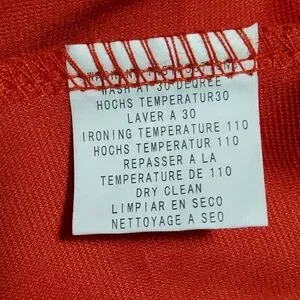 WASH AT 30 DEGREE
HOCHS TEMPERATUR30
LAVER A 30
IRONING TEMPERATURE 110
HOCHS TEMPERATUR 110
REPASSER A LA
TEMPERATURE DE 110
DRY CLEAN
LIMPIAR EN SECO
NETTOYAGE A SEO